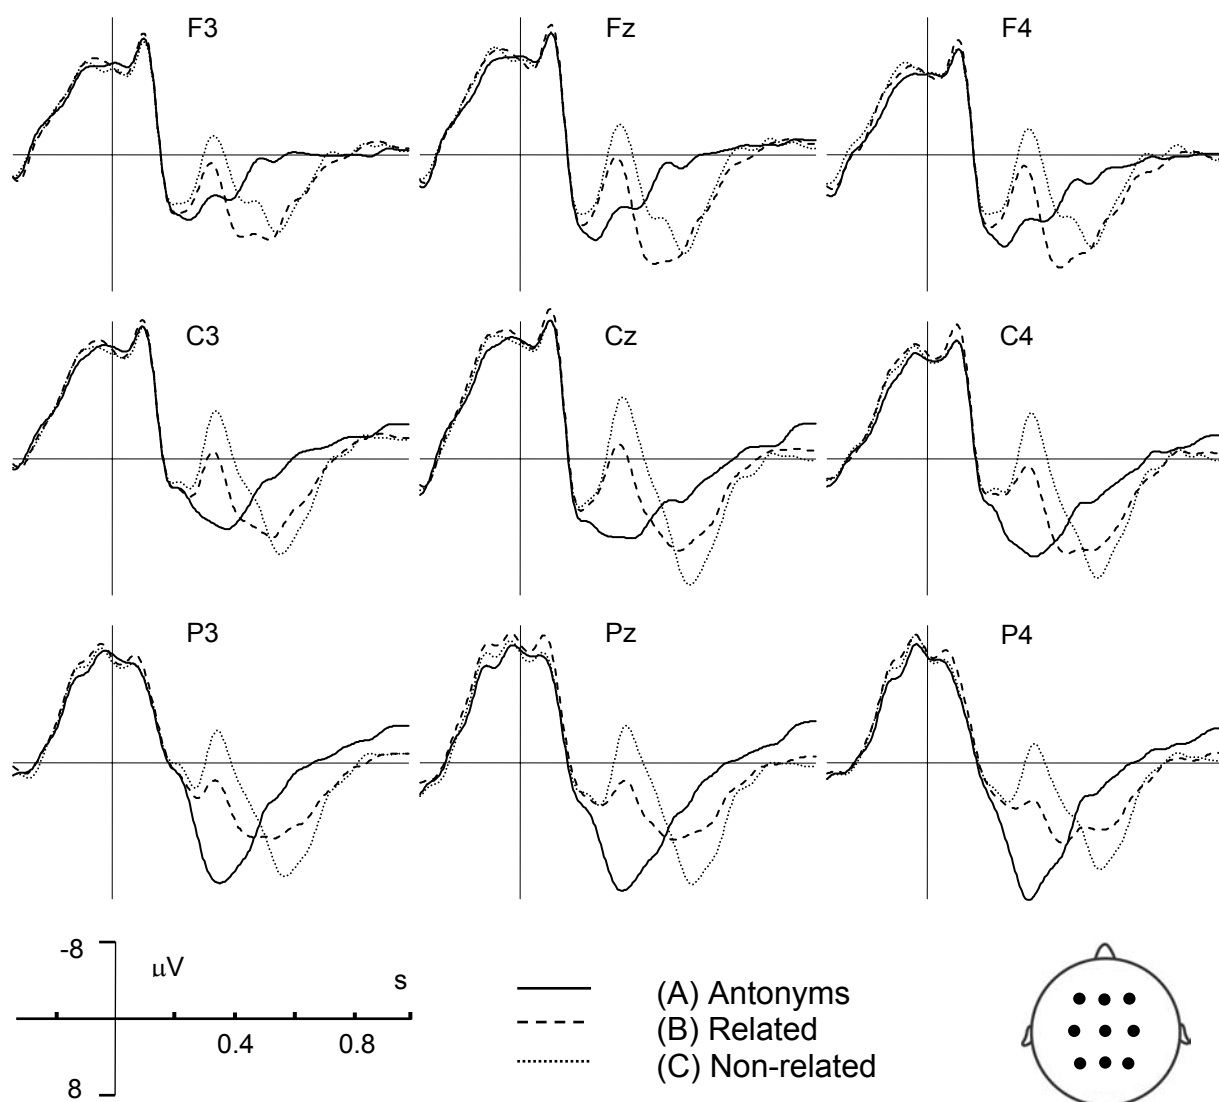 F3 Fz F4
C3 Cz C4
P3 Pz P4
-8
μV
s
0.4 0.8
8
(A) Antonyms
(B) Related
(C) Non-related